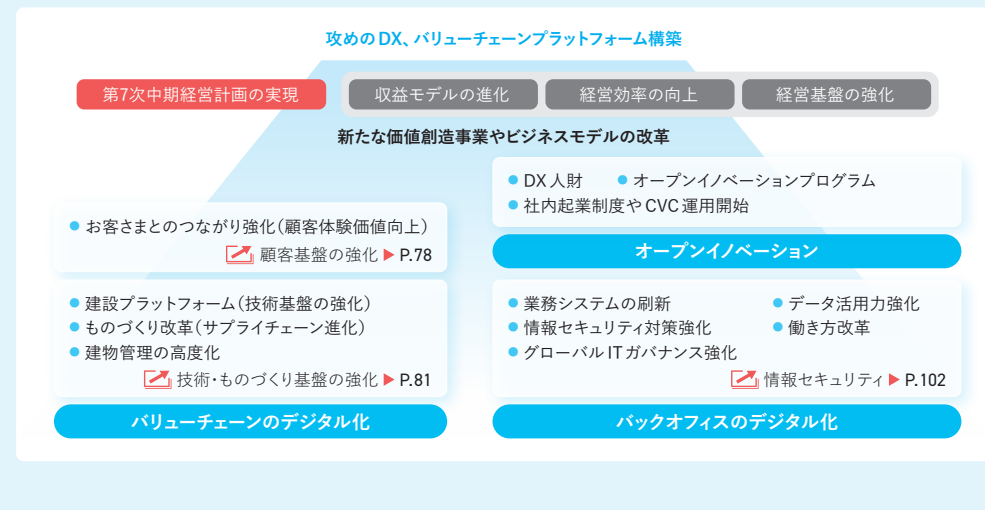 攻めのDX、バリューチェーンプラットフォーム構築
第7次中期経営計画の実現
収益モデルの進化
経営効率の向上
経営基盤の強化
新たな価値創造事業やビジネスモデルの改革
● お客さまとのつながり強化（顧客体験価値向上）
顧客基盤の強化 ▶ P.78
● 建設プラットフォーム（技術基盤の強化）
● ものづくり改革（サプライチェーン進化）
● 建物管理の高度化
技術・ものづくり基盤の強化 ▶ P.81
バリューチェーンのデジタル化
● DX人財 ● オープンイノベーションプログラム
● 社内起業制度やCVC運用開始
オープンイノベーション
● 業務システムの刷新 ● データ活用力強化
● 情報セキュリティ対策強化 ● 働き方改革
● グローバルITガバナンス強化
情報セキュリティ ▶ P.102
バックオフィスのデジタル化